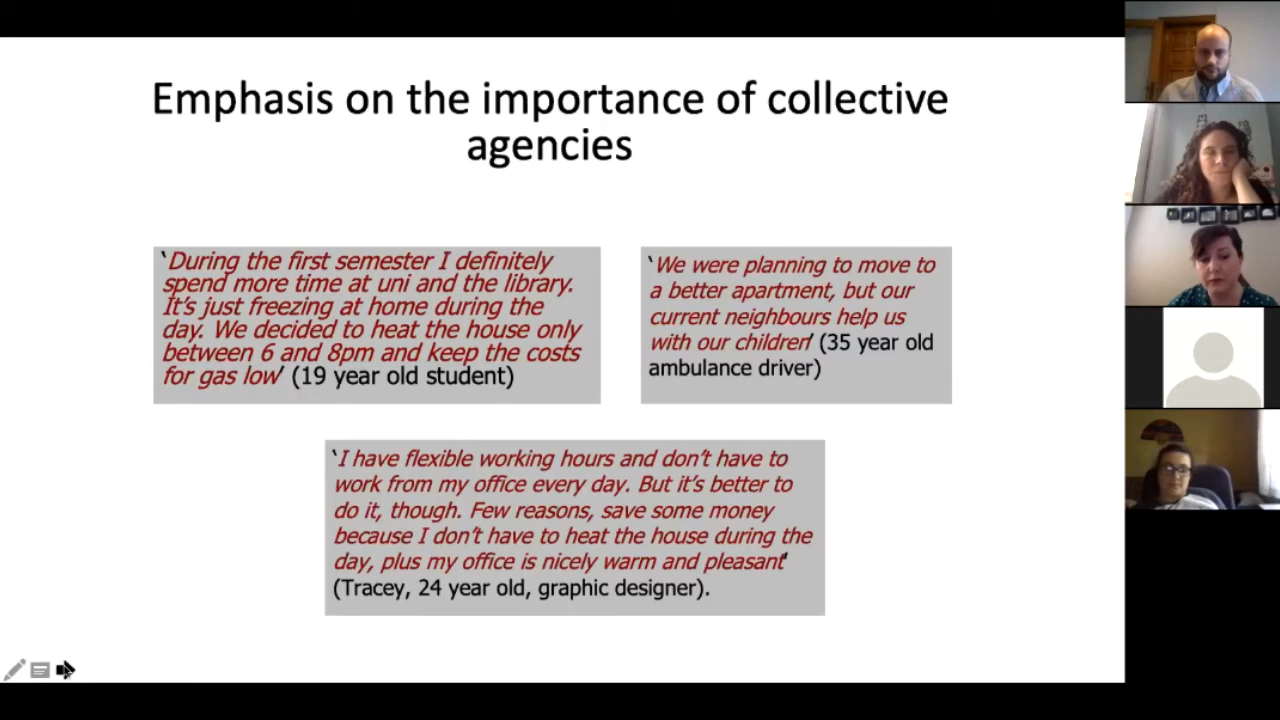 Emphasis on the importance of collective
agencies
‘During the first semester I definitely
spend more time at uni and the library.
It’s just freezing at home during the
day. We decided to heat the house only
between 6 and 8pm and keep the costs
for gas low’ (19 year old student)
‘We were planning to move to
a better apartment, but our
current neighbours help us
with our children’ (35 year old
ambulance driver)
‘I have flexible working hours and don’t have to
work from my office every day. But it’s better to
do it, though. Few reasons, save some money
because I don’t have to heat the house during the
day, plus my office is nicely warm and pleasant’
(Tracey, 24 year old, graphic designer).